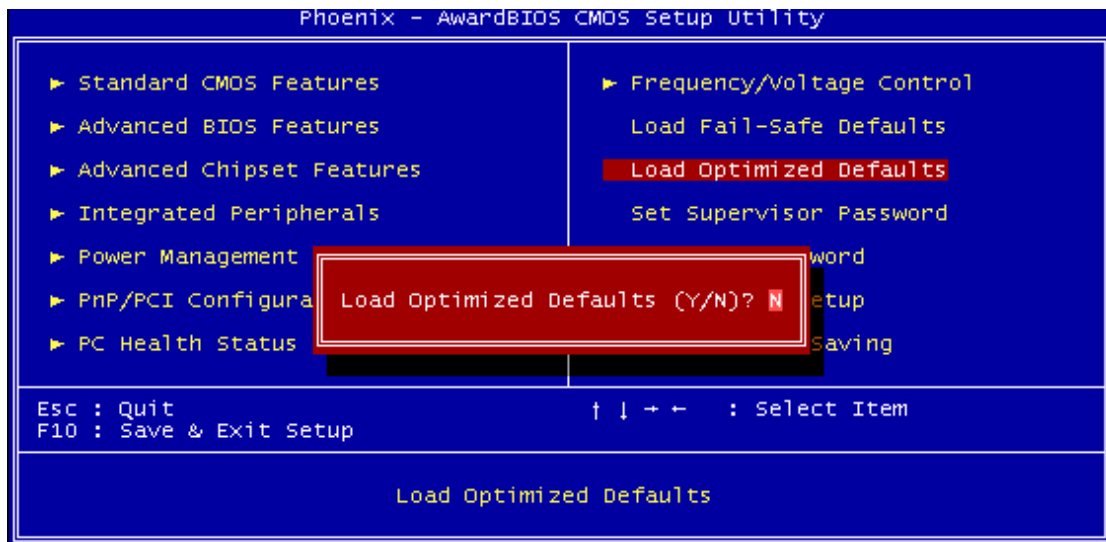 Phoenix - AwardBIOS CMOS Setup Utility
Standard CMOS Features
Advanced BIOS Features
Advanced Chipset Features
Integrated Peripherals
Power Management
PnP/PCI Configura
PC Health Status
Frequency/Voltage Control
Load Fail-Safe Defaults
Load Optimized Defaults
Set Supervisor Password
word
etup
Saving
Load Optimized Defaults (Y/N)? N
Esc : Quit
F10 : Save & Exit Setup
↑ ↓ → ← : Select Item
Load Optimized Defaults